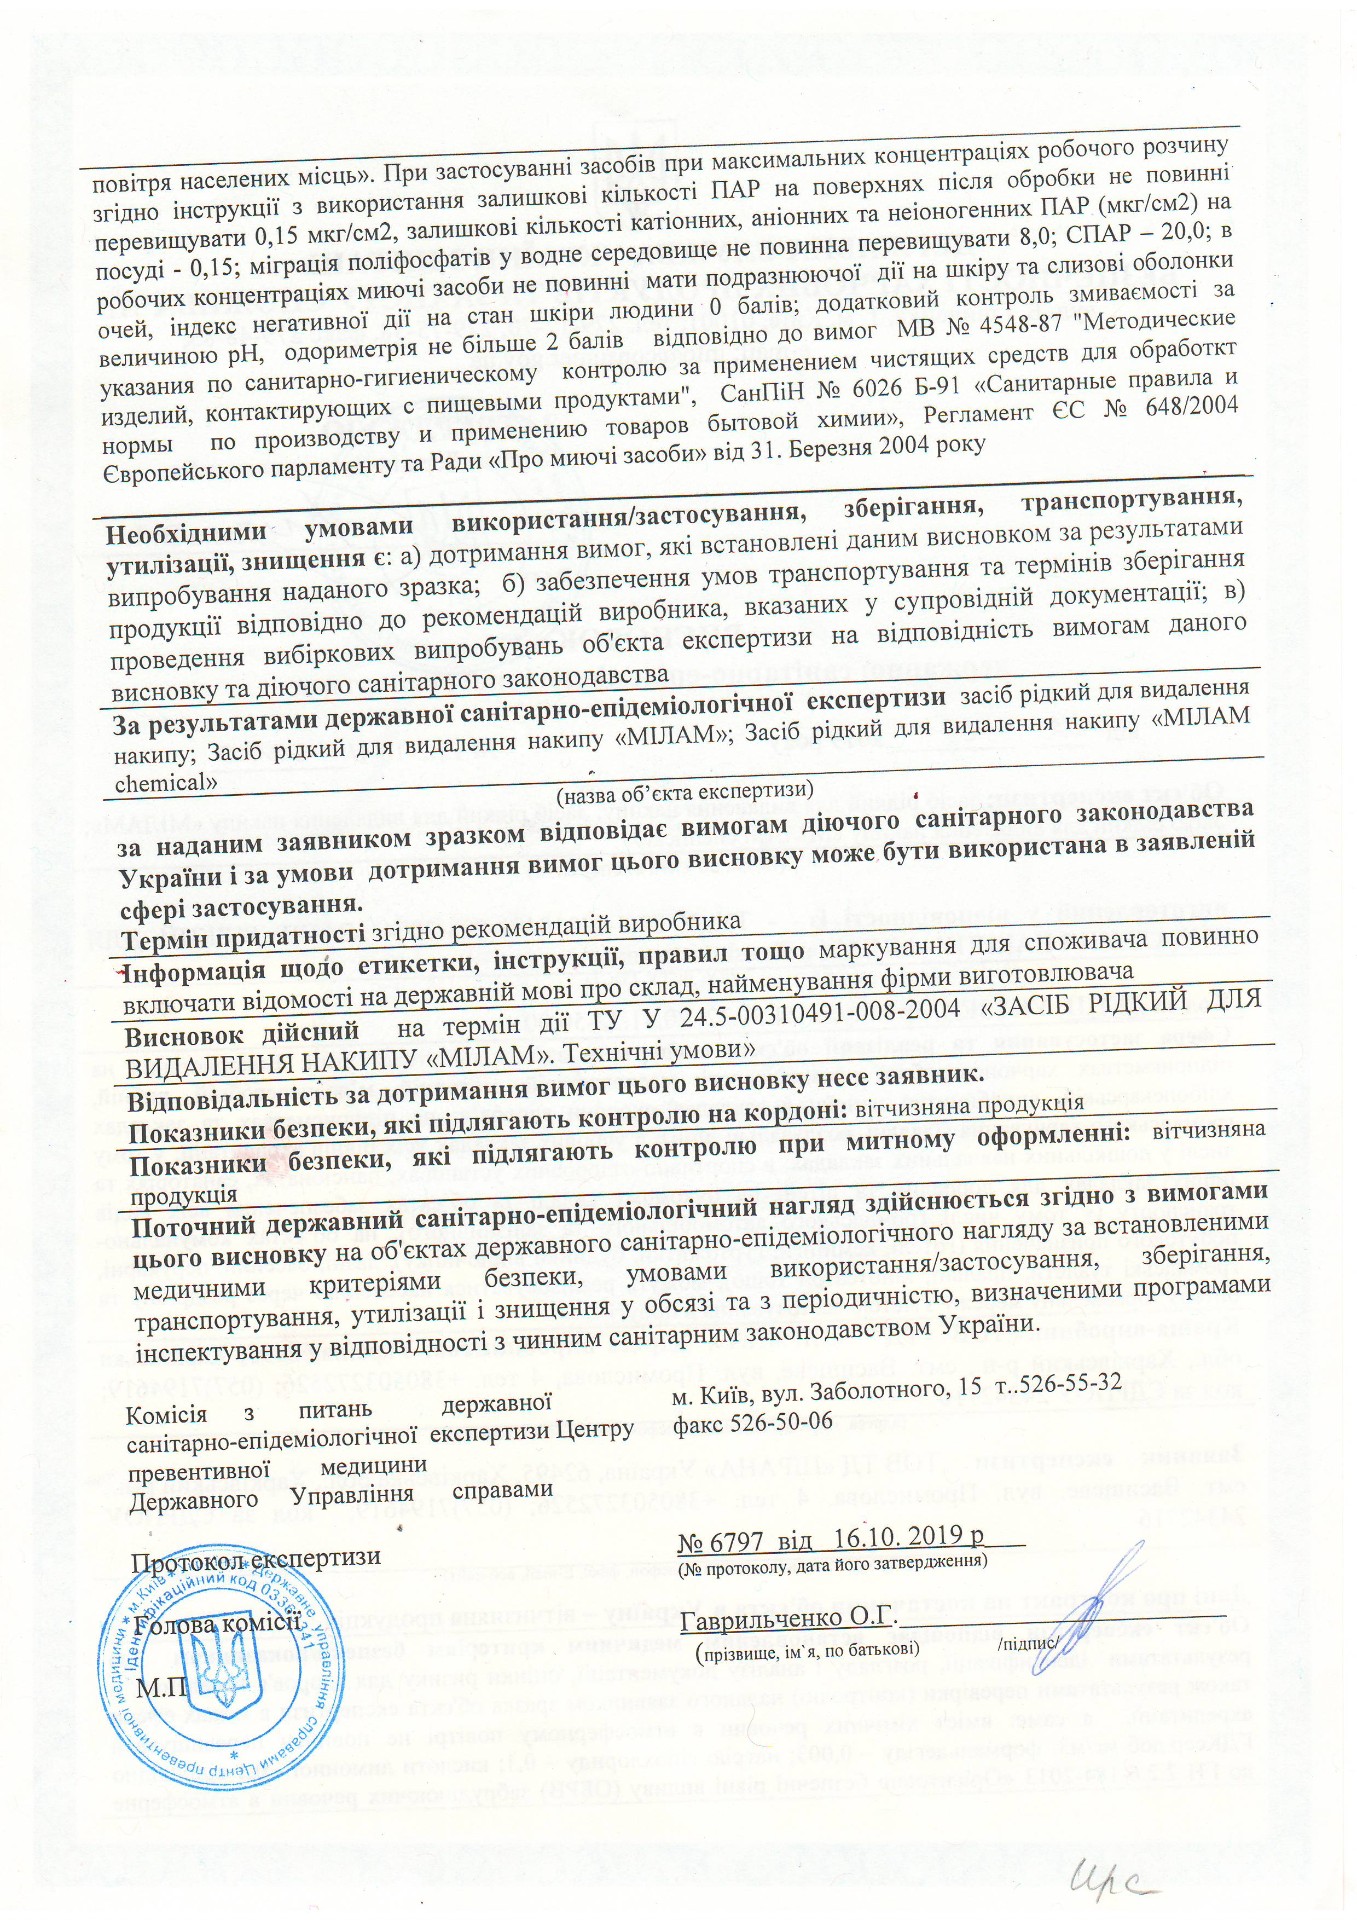 повітря населених місць». При застосуванні засобів при максимальних концентраціях робочого розчину
згідно інструкції з використання залишкові кількості ПАР на поверхнях після обробки не повинні
перевищувати 0,15 мкг/см2, залишкові кількості катіонних, аніонних та неіоногенних ПАР (мкг/см2) на
посуді - 0,15; міграція поліфосфатів у водне середовище не повинна перевищувати 8,0; СПАР – 20,0; в
робочих концентраціях миючі засоби не повинні мати подразнюючої дії на шкіру та слизові оболонки
очей, індекс негативної дії на стан шкіри людини 0 балів; додатковий контроль змиваємості за
величиною рН, одориметрія не більше 2 балів відповідно до вимог МВ № 4548-87 "Методические
указания по санитарно-гигиеническому контролю за применением чистящих средств для обработкт
изделий, контактирующих с пищевыми продуктами", СанПіН № 6026 Б-91 «Санитарные правила и
нормы по производству и применению товаров бытовой химии», Регламент ЄС № 648/2004
Європейського парламенту та Ради «Про миючі засоби» від 31. Березня 2004 року
Необхідними умовами використання/застосування, зберігання, транспортування,
утилізації, знищення є: а) дотримання вимог, які встановлені даним висновком за результатами
випробування наданого зразка; б) забезпечення умов транспортування та термінів зберігання
продукції відповідно до рекомендацій виробника, вказаних у супровідній документації; в)
проведення вибіркових випробувань об'єкта експертизи на відповідність вимогам даного
висновку та діючого санітарного законодавства
За результатами державної санітарно-епідеміологічної експертизи засіб рідкий для видалення
накипу; Засіб рідкий для видалення накипу «МІЛАМ»; Засіб рідкий для видалення накипу «МІЛАМ
chemical»
(назва об’єкта експертизи)
за наданим заявником зразком відповідає вимогам діючого санітарного законодавства
України і за умови дотримання вимог цього висновку може бути використана в заявленій
сфері застосування.
Термін придатності згідно рекомендацій виробника
Інформація щодо етикетки, інструкції, правил тощо маркування для споживача повинно
включати відомості на державній мові про склад, найменування фірми виготовлювача
Висновок дійсний на термін дії ТУ У 24.5-00310491-008-2004 «ЗАСІБ РІДКИЙ ДЛЯ
ВИДАЛЕННЯ НАКИПУ «МІЛАМ». Технічні умови»
Відповідальність за дотримання вимог цього висновку несе заявник.
Показники безпеки, які підлягають контролю на кордоні: вітчизняна продукція
Показники безпеки, які підлягають контролю при митному оформленні: вітчизняна
продукція
Поточний державний санітарно-епідеміологічний нагляд здійснюється згідно з вимогами
цього висновку на об'єктах державного санітарно-епідеміологічного нагляду за встановленими
медичними критеріями безпеки, умовами використання/застосування, зберігання,
транспортування, утилізації і знищення у обсязі та з періодичністю, визначеними програмами
інспектування у відповідності з чинним санітарним законодавством України.
Комісія з питань державної
санітарно-епідеміологічної експертизи Центру
превентивної медицини
Державного Управління справами
м. Київ, вул. Заболотного, 15 т..526-55-32
факс 526-50-06
Протокол експертизи
№ 6797 від 16.10. 2019 р
(№ протоколу, дата його затвердження)
Голова комісії
Гаврильченко О.Г.
(прізвище, ім`я, по батькові)
/підпис/
М.П
* м. Київ * Україна * Державне управління справами Центр превентивної медицини
Ідентифікаційний код